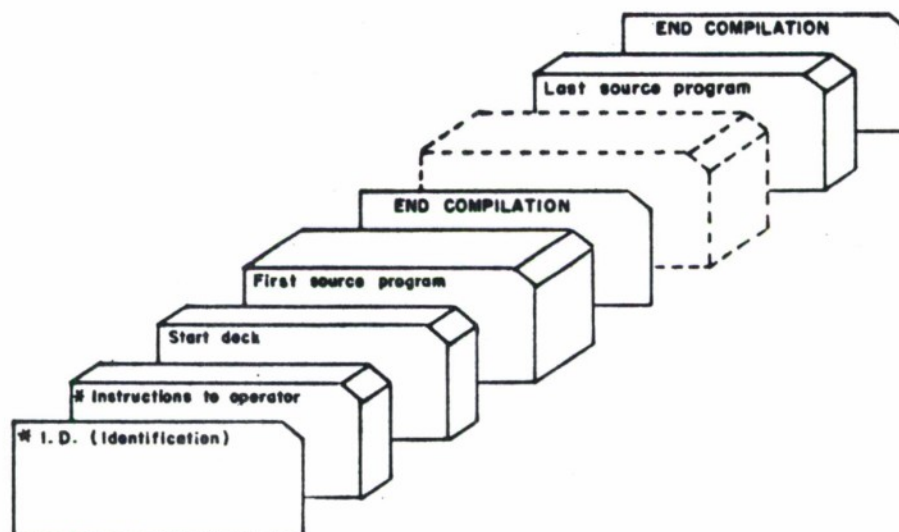 END COMPILATION
Last source program
END COMPILATION
First source program
Start deck
* Instructions to operator
* I.D. (Identification)